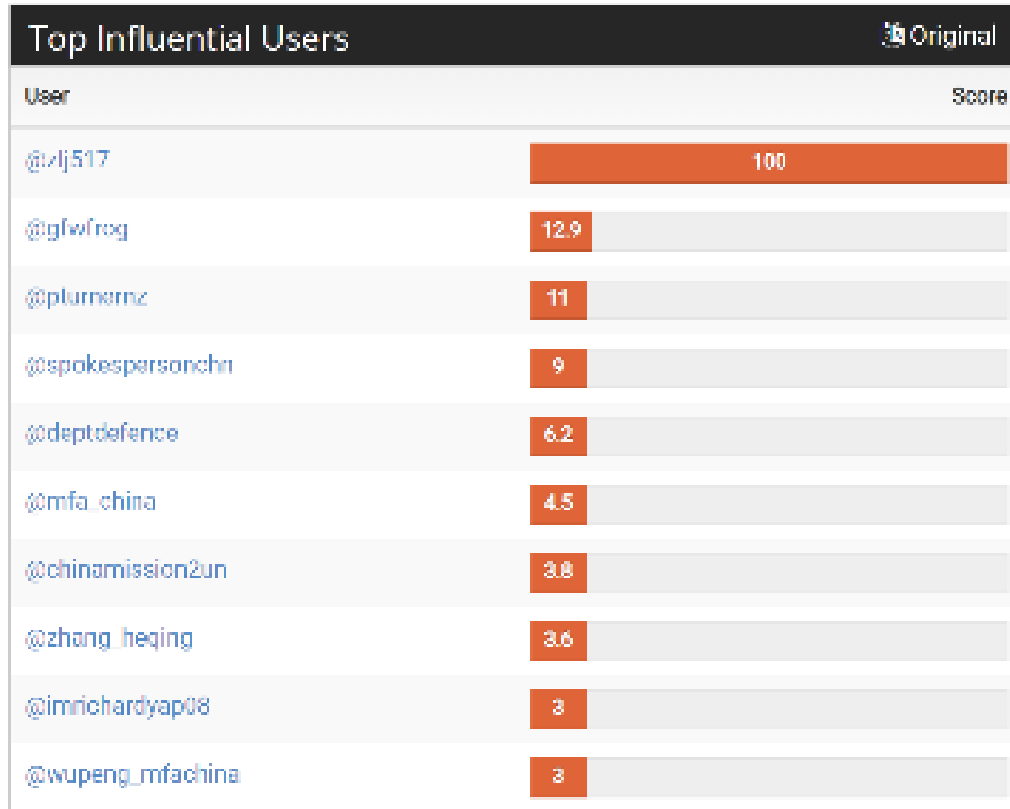 Top Influential Users Original
User Score
@zlj517 100
@gfwfrog 12.9
@pturnernz 11
@spokespersonchn 9
@deptdefence 6.2
@mfa_china 4.5
@chinamission2un 3.8
@zhang_heqing 3.6
@imrichardyap08 3
@wupeng_mfachina 3